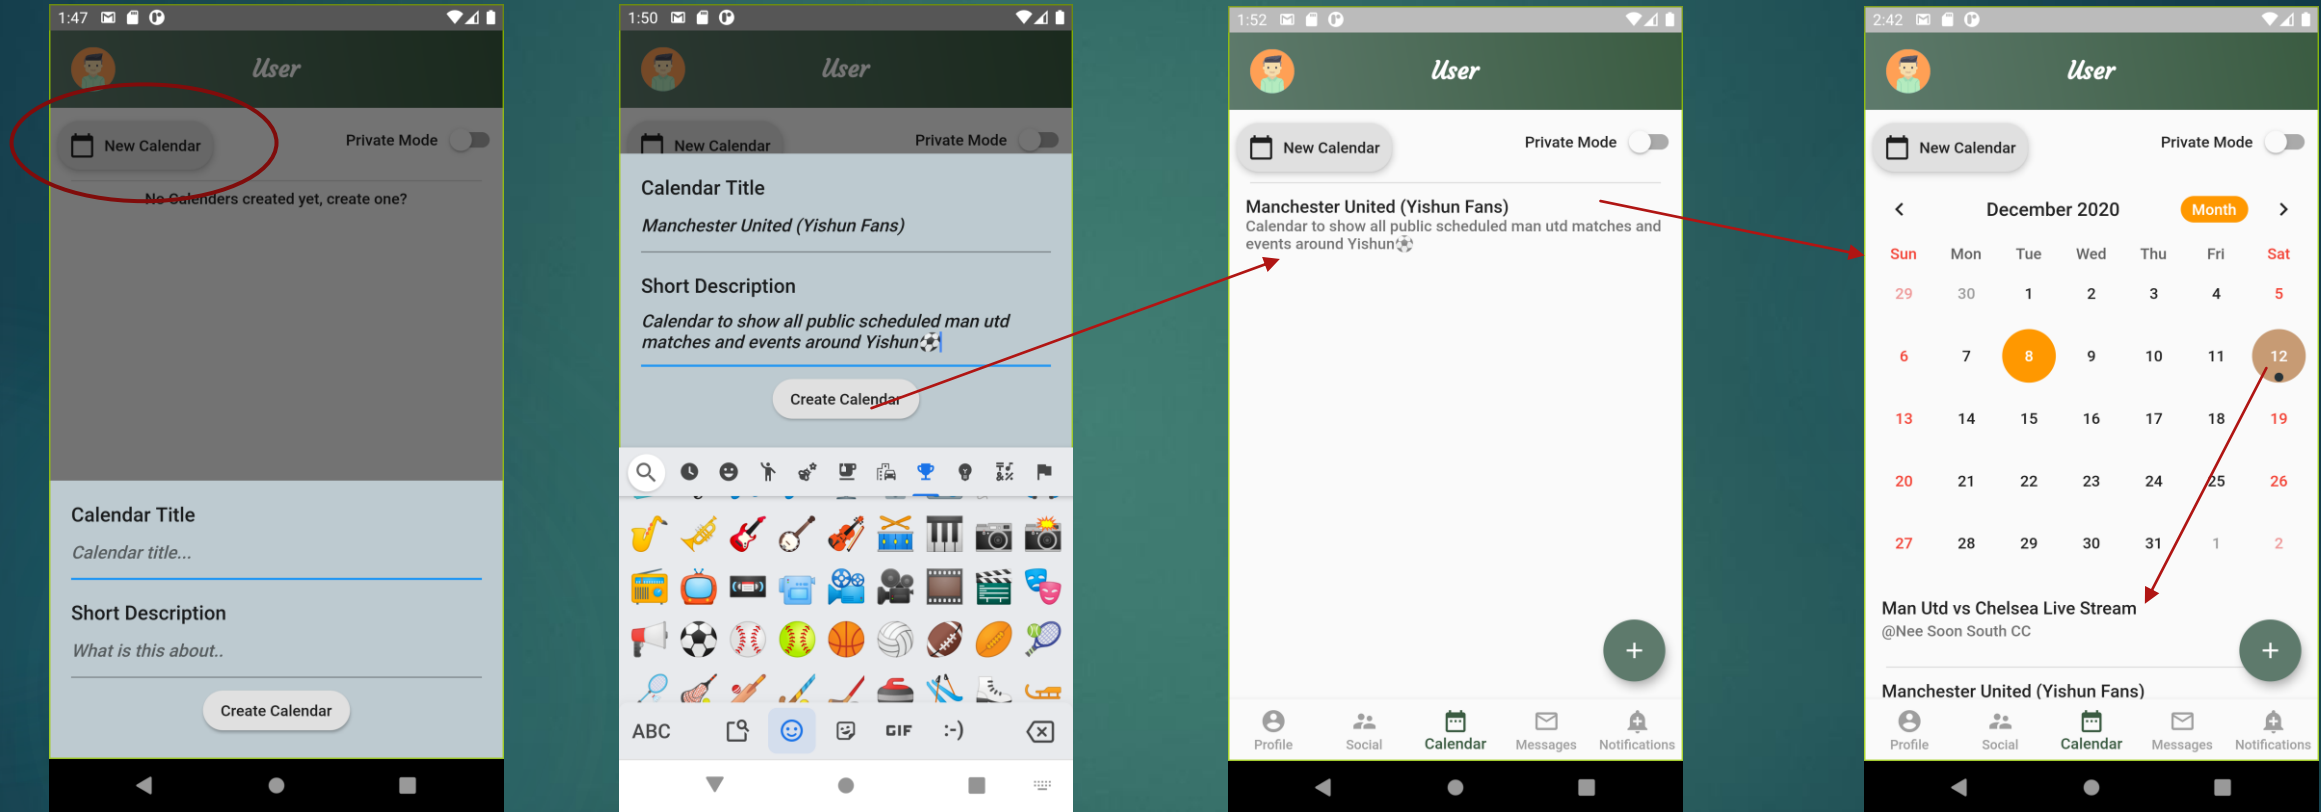 1:47
User
New Calendar
Private Mode
No Calenders created yet, create one?
Calendar Title
Calendar title...
Short Description
What is this about..
Create Calendar
1:50
User
New Calendar
Private Mode
Calendar Title
Manchester United (Yishun Fans)
Short Description
Calendar to show all public scheduled man utd
matches and events around Yishun⚽
Create Calendar
ABC
GIF
:-)
1:52
User
New Calendar
Private Mode
Manchester United (Yishun Fans)
Calendar to show all public scheduled man utd matches and
events around Yishun⚽
+
Profile Social Calendar Messages Notifications
2:42
User
New Calendar
Private Mode
December 2020
Month
Sun Mon Tue Wed Thu Fri Sat
29 30 1 2 3 4 5
6 7 8 9 10 11 12
13 14 15 16 17 18 19
20 21 22 23 24 25 26
27 28 29 30 31 1 2
Man Utd vs Chelsea Live Stream
@Nee Soon South CC
+
Manchester United (Yishun Fans)
Profile Social Calendar Messages Notifications